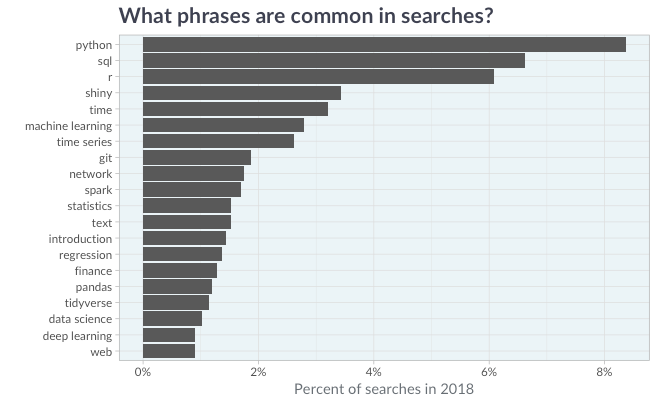 What phrases are common in searches?
python
sql
r
shiny
time
machine learning
time series
git
network
spark
statistics
text
introduction
regression
finance
pandas
tidyverse
data science
deep learning
web
0% 2% 4% 6% 8%
Percent of searches in 2018